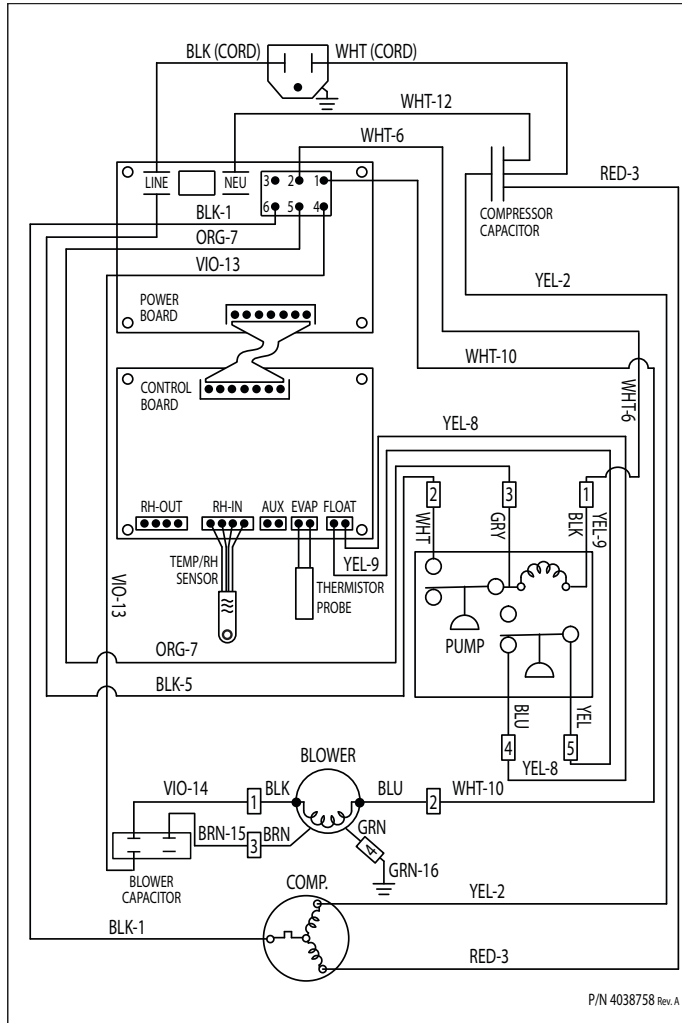 BLK (CORD)
WHT (CORD)
WHT-12
WHT-6
RED-3
LINE
NEU
3 2 1
6 5 4
BLK-1
ORG-7
VIO-13
COMPRESSOR
CAPACITOR
YEL-2
POWER
BOARD
WHT-10
WHT-6
CONTROL
BOARD
YEL-8
2
3
1
WHT
GRY
BLK
YEL-9
RH-OUT
RH-IN
AUX
EVAP
FLOAT
YEL-9
TEMP/RH
SENSOR
THERMISTOR
PROBE
VIO-13
PUMP
ORG-7
BLK-5
BLU
YEL
4
5
YEL-8
BLOWER
VIO-14
1
BLK
BLU
2
WHT-10
BRN-15
3
BRN
GRN
4
GRN-16
BLOWER
CAPACITOR
COMP.
YEL-2
BLK-1
RED-3
P/N 4038758 Rev. A